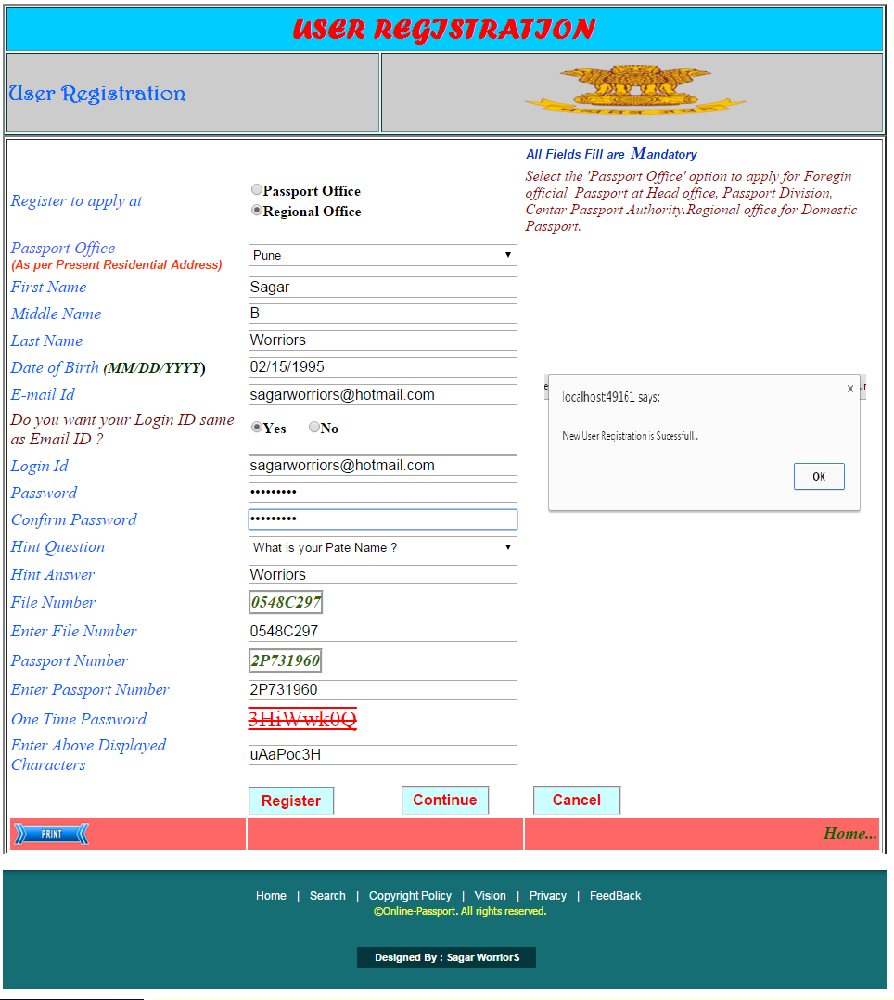 USER REGISTRATION
User Registration
All Fields Fill are Mandatory
Select the 'Passport Office' option to apply for Foregin
official Passport at Head office, Passport Division,
Centar Passport Authority.Regional office for Domestic
Passport.
Register to apply at
Passport Office
Regional Office
Passport Office
(As per Present Residential Address)
Pune
First Name
Sagar
Middle Name
B
Last Name
Worriors
Date of Birth (MM/DD/YYYY)
02/15/1995
E-mail Id
sagarworriors@hotmail.com
Do you want your Login ID same
as Email ID ?
Yes No
Login Id
sagarworriors@hotmail.com
Password
•••••••••
Confirm Password
•••••••••
Hint Question
What is your Pate Name ?
Hint Answer
Worriors
File Number
0548C297
Enter File Number
0548C297
Passport Number
2P731960
Enter Passport Number
2P731960
One Time Password
3HiWwk0Q
Enter Above Displayed
Characters
uAaPoc3H
localhost:49161 says:
New User Registration is Sucessfull..
OK
Register Continue Cancel
PRINT
Home...
Home | Search | Copyright Policy | Vision | Privacy | FeedBack
©Online-Passport. All rights reserved.
Designed By : Sagar WorriorS